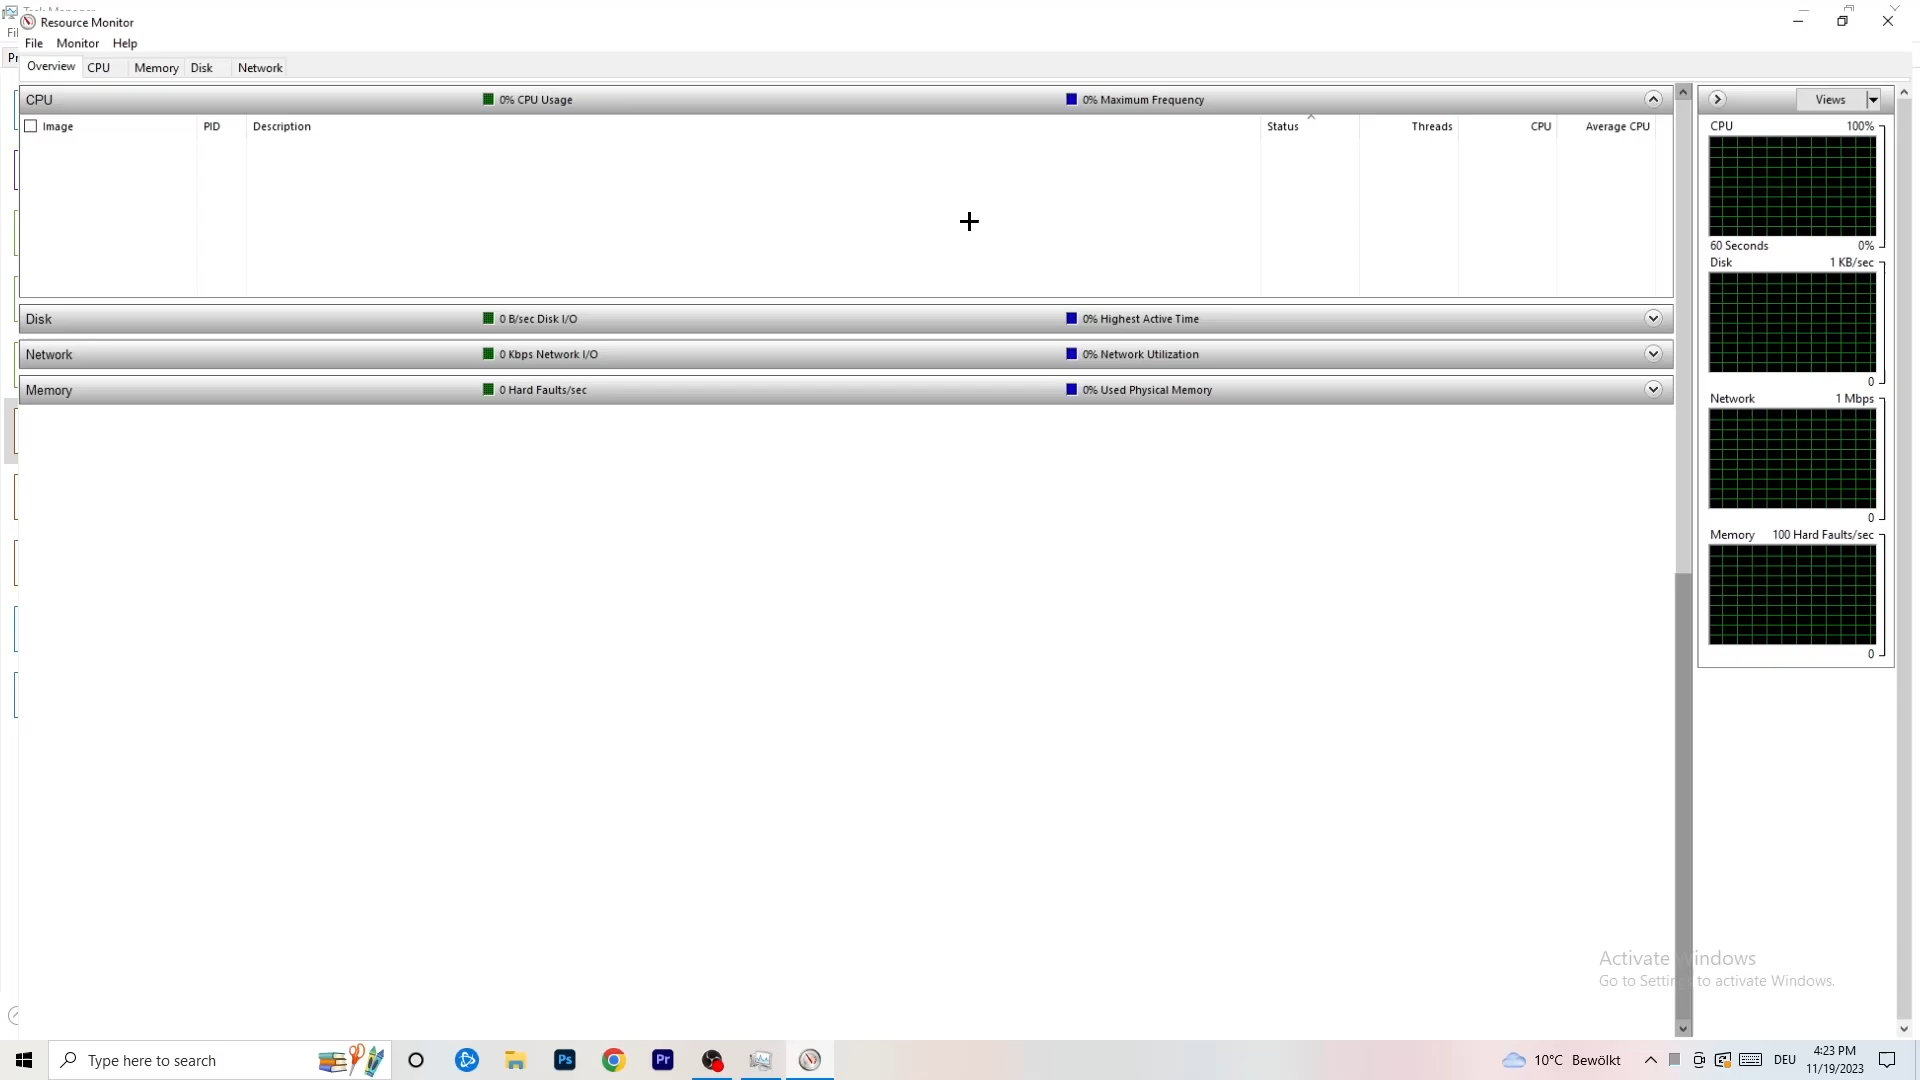 Resource Monitor
File Monitor Help
Overview CPU Memory Disk Network
CPU 0% CPU Usage 0% Maximum Frequency
Image PID Description Status Threads CPU Average CPU
Disk 0 B/sec Disk I/O 0% Highest Active Time
Network 0 Kbps Network I/O 0% Network Utilization
Memory 0 Hard Faults/sec 0% Used Physical Memory
Views
CPU 100%
60 Seconds 0%
Disk 1 KB/sec
0
Network 1 Mbps
0
Memory 100 Hard Faults/sec
0
Activate Windows
Go to Settings to activate Windows.
Type here to search
Ps
Pr
10°C Bewölkt
DEU
4:23 PM
11/19/2023